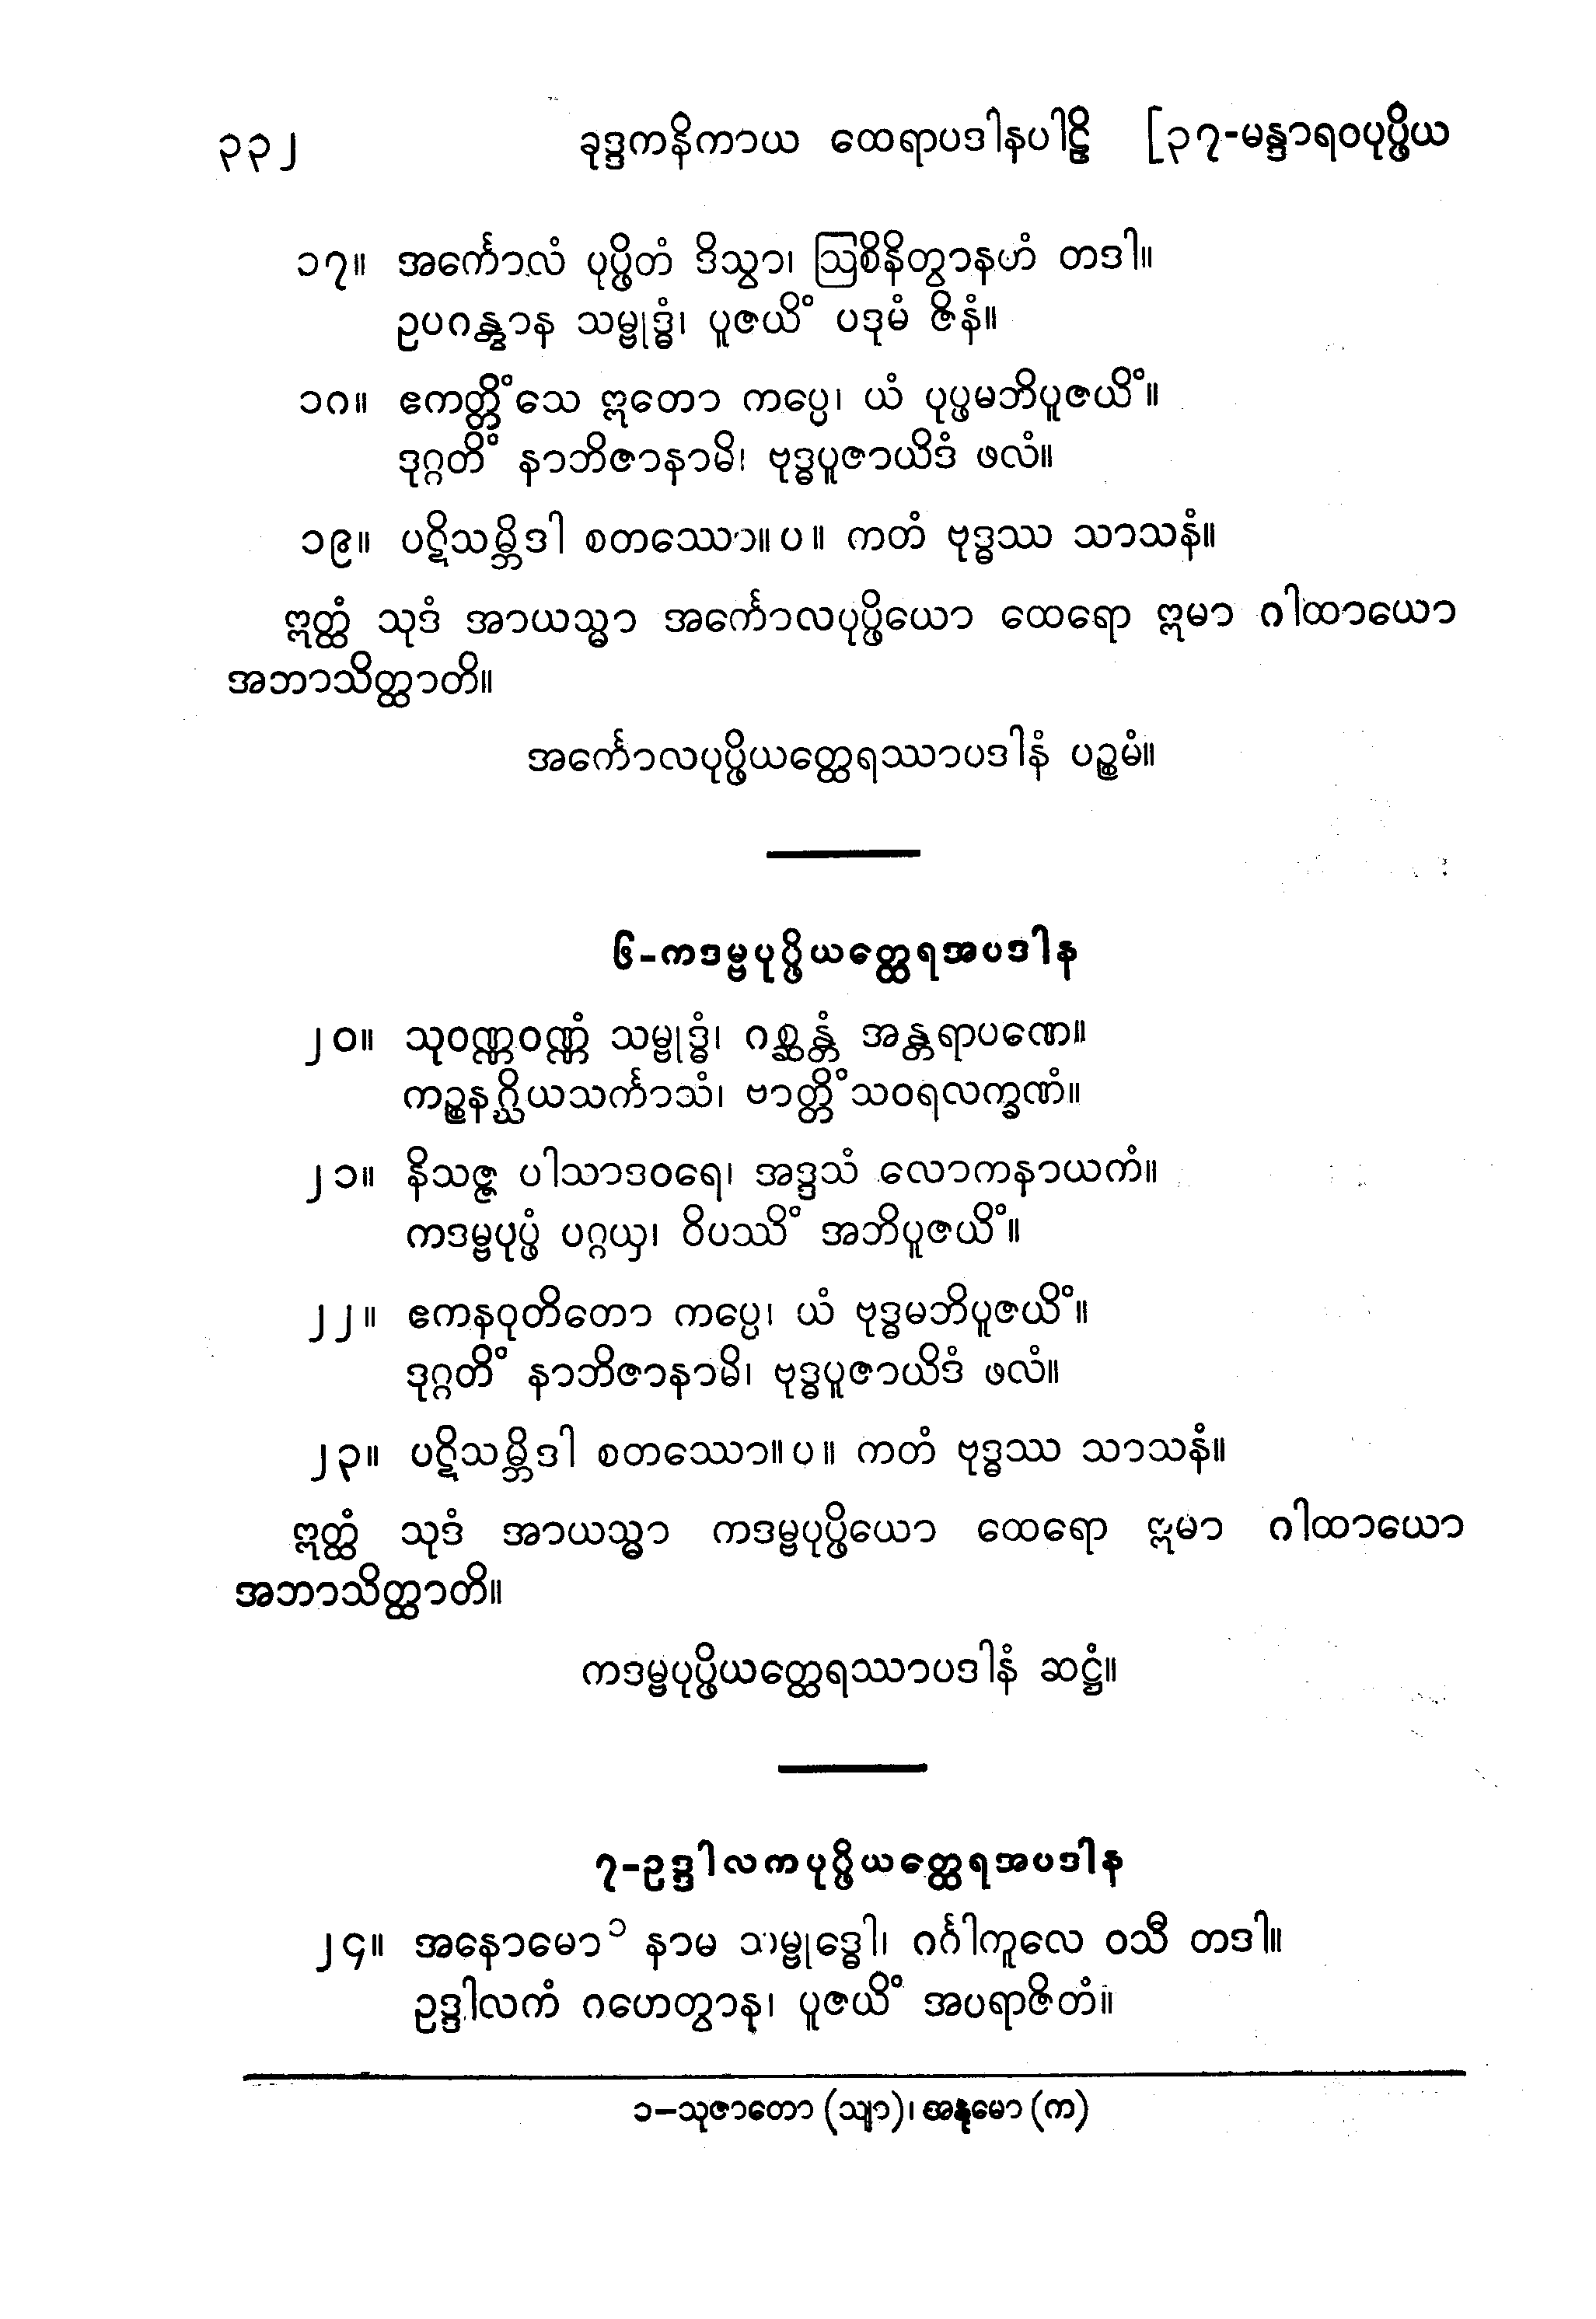 ၃၃၂ ခုဒ္ဒကနိကာယ ထေရာပဒါနပါဠိ [၃၇-မန္ဒာရဝပုပ္ဖိယ
၁၇။ အင်္ကောလံ ပုပ္ဖိတံ ဒိသွာ၊ ဩစိနိတွာနဟံ တဒါ။
ဥပဂန္တွာန သမ္ဗုဒ္ဓံ၊ ပူဇယိံ ပဒုမံ ဇိနံ။
၁၈။ ဧကတ္တိံသေ ဣတော ကပ္ပေ၊ ယံ ပုပ္ဖမဘိပူဇယိံ။
ဒုဂ္ဂတိံ နာဘိဇာနာမိ၊ ဗုဒ္ဓပူဇာယိဒံ ဖလံ။
၁၉။ ပဋိသမ္ဘိဒါ စတဿော။ပ။ ကတံ ဗုဒ္ဓဿ သာသနံ။
ဣတ္ထံ သုဒံ အာယသ္မာ အင်္ကောလပုပ္ဖိယော ထေရော ဣမာ ဂါထာယော
အဘာသိတ္ထာတိ။
အင်္ကောလပုပ္ဖိယတ္ထေရဿာပဒါနံ ပဉ္စမံ။
၆-ကဒမ္ဗပုပ္ဖိယတ္ထေရအပဒါန
၂၀။ သုဝဏ္ဏဝဏ္ဏံ သမ္ဗုဒ္ဓံ၊ ဂစ္ဆန္တံ အန္တရာပဏေ။
ကဉ္စနဂ္ဃိယသင်္ကာသံ၊ ဗာတ္တိံသဝရလက္ခဏံ။
၂၁။ နိသဇ္ဇ ပါသာဒဝရေ၊ အဒ္ဒသံ လောကနာယကံ။
ကဒမ္ဗပုပ္ဖံ ပဂ္ဂယှ၊ ဝိပဿိံ အဘိပူဇယိံ။
၂၂။ ဧကနဝုတိတော ကပ္ပေ၊ ယံ ဗုဒ္ဓမဘိပူဇယိံ။
ဒုဂ္ဂတိံ နာဘိဇာနာမိ၊ ဗုဒ္ဓပူဇာယိဒံ ဖလံ။
၂၃။ ပဋိသမ္ဘိဒါ စတဿော။ပ။ ကတံ ဗုဒ္ဓဿ သာသနံ။
ဣတ္ထံ သုဒံ အာယသ္မာ ကဒမ္ဗပုပ္ဖိယော ထေရော ဣမာ ဂါထာယော
အဘာသိတ္ထာတိ။
ကဒမ္ဗပုပ္ဖိယတ္ထေရဿာပဒါနံ ဆဋ္ဌံ။
၇-ဥဒ္ဒါလကပုပ္ဖိယတ္ထေရအပဒါန
၂၄။ အနောမော၁ နာမ သမ္ဗုဒ္ဓေါ၊ ဂင်္ဂါကူလေ ဝသီ တဒါ။
ဥဒ္ဒါလကံ ဂဟေတွာန၊ ပူဇယိံ အပရာဇိတံ။
၁–သုဇာတော (သျာ)၊ အနုမော (က)